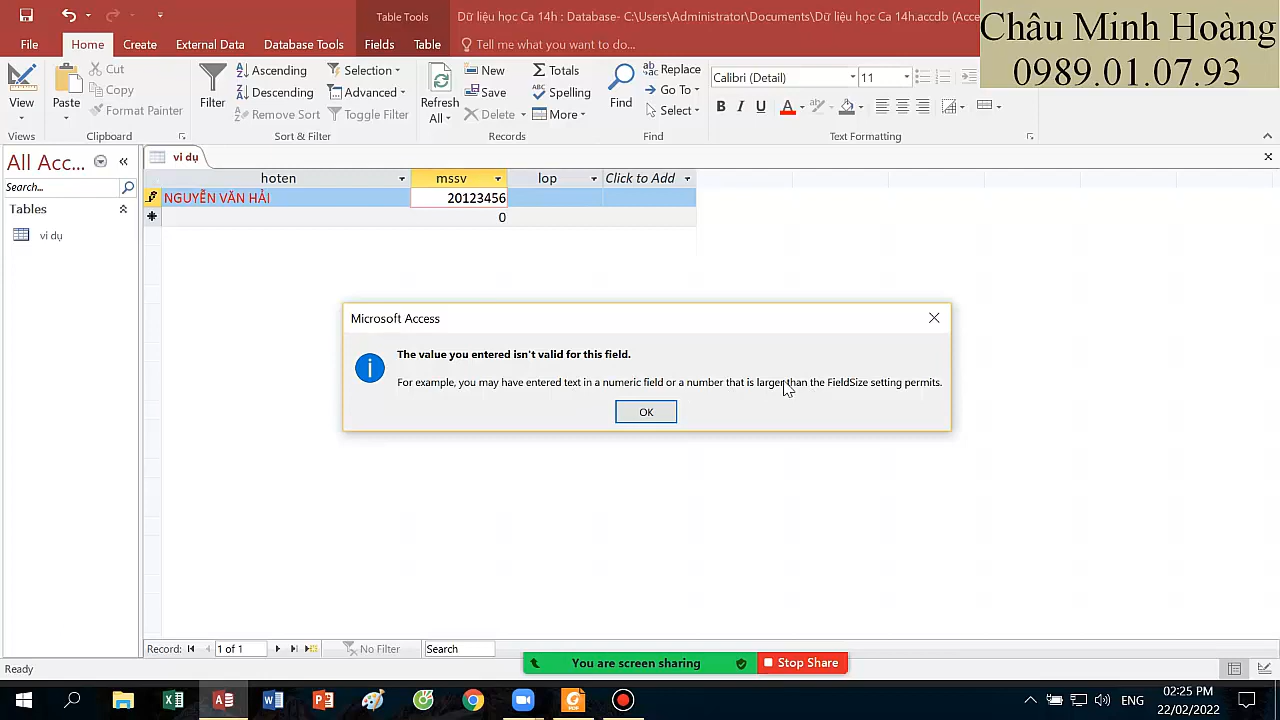 Table Tools
Dữ liệu học Ca 14h : Database- C:\Users\Administrator\Documents\Dữ liệu học Ca 14h.accdb (Acce
Châu Minh Hoàng
0989.01.07.93
File
Home
Create
External Data
Database Tools
Fields
Table
Tell me what you want to do...
View
Views
Paste
Cut
Copy
Format Painter
Clipboard
Filter
Ascending
Descending
Remove Sort
Selection
Advanced
Toggle Filter
Sort & Filter
Refresh
All
New
Save
Delete
Totals
Spelling
More
Records
Find
Replace
Go To
Select
Find
Calibri (Detail)
11
B I U A
Text Formatting
All Acc...
Search...
Tables
ví dụ
ví dụ
hoten mssv lop Click to Add
NGUYỄN VĂN HẢI 20123456
0
Microsoft Access
The value you entered isn't valid for this field.
For example, you may have entered text in a numeric field or a number that is larger than the FieldSize setting permits.
OK
Record: 1 of 1 No Filter Search
You are screen sharing Stop Share
Ready
ENG
02:25 PM
22/02/2022